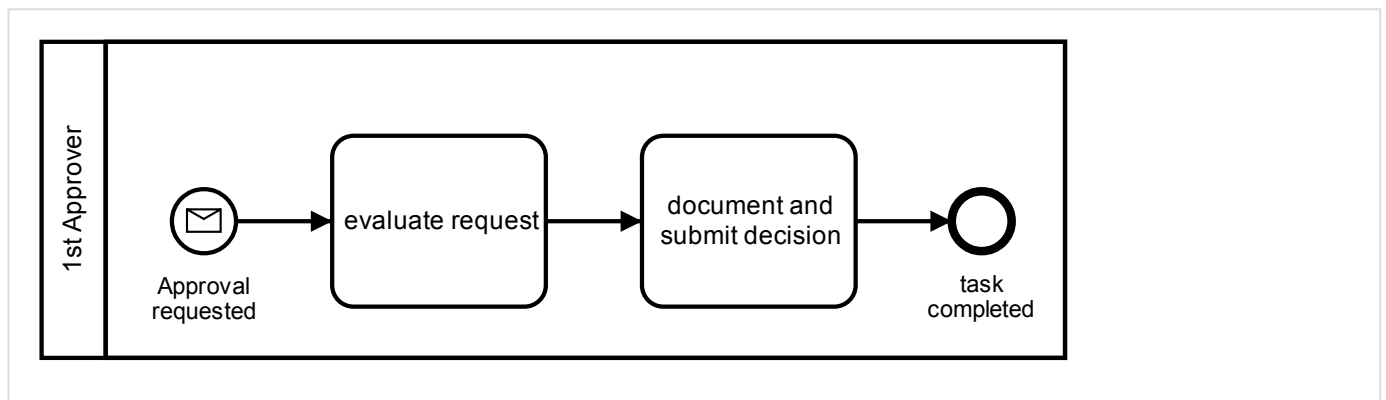 1st Approver
Approval
requested
evaluate request
document and
submit decision
task
completed